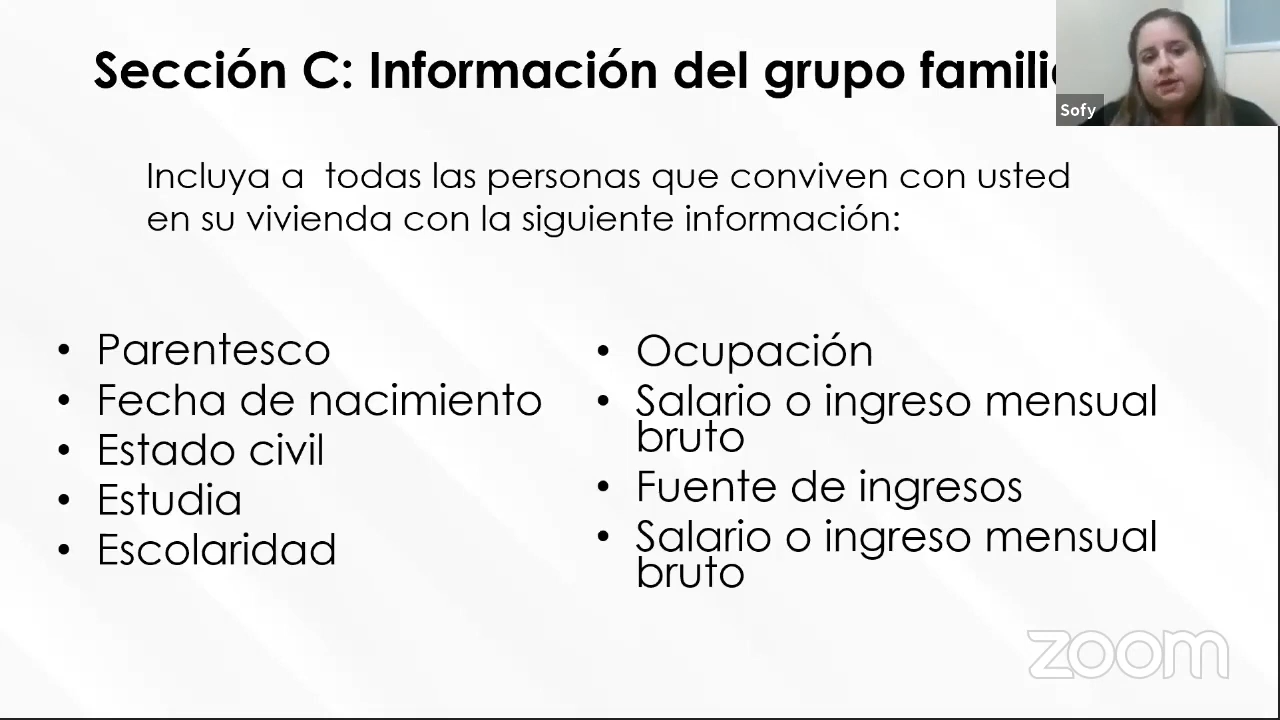 Sección C: Información del grupo
Sofy
Incluya a todas las personas que conviven con usted
en su vivienda con la siguiente información:
• Parentesco
• Fecha de nacimiento
• Estado civil
• Estudia
• Escolaridad
• Ocupación
• Salario o ingreso mensual
bruto
• Fuente de ingresos
• Salario o ingreso mensual
bruto
zoom